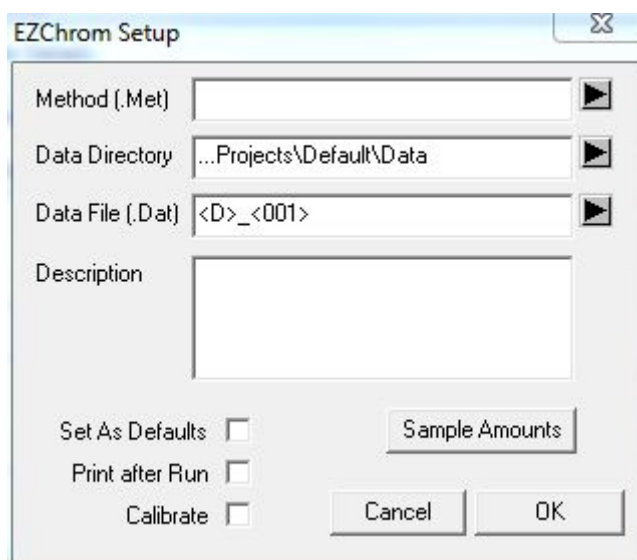 EZChrom Setup
Method (.Met)
Data Directory ...Projects\Default\Data
Data File (.Dat) <D>_<001>
Description
Set As Defaults Sample Amounts
Print after Run
Calibrate Cancel OK